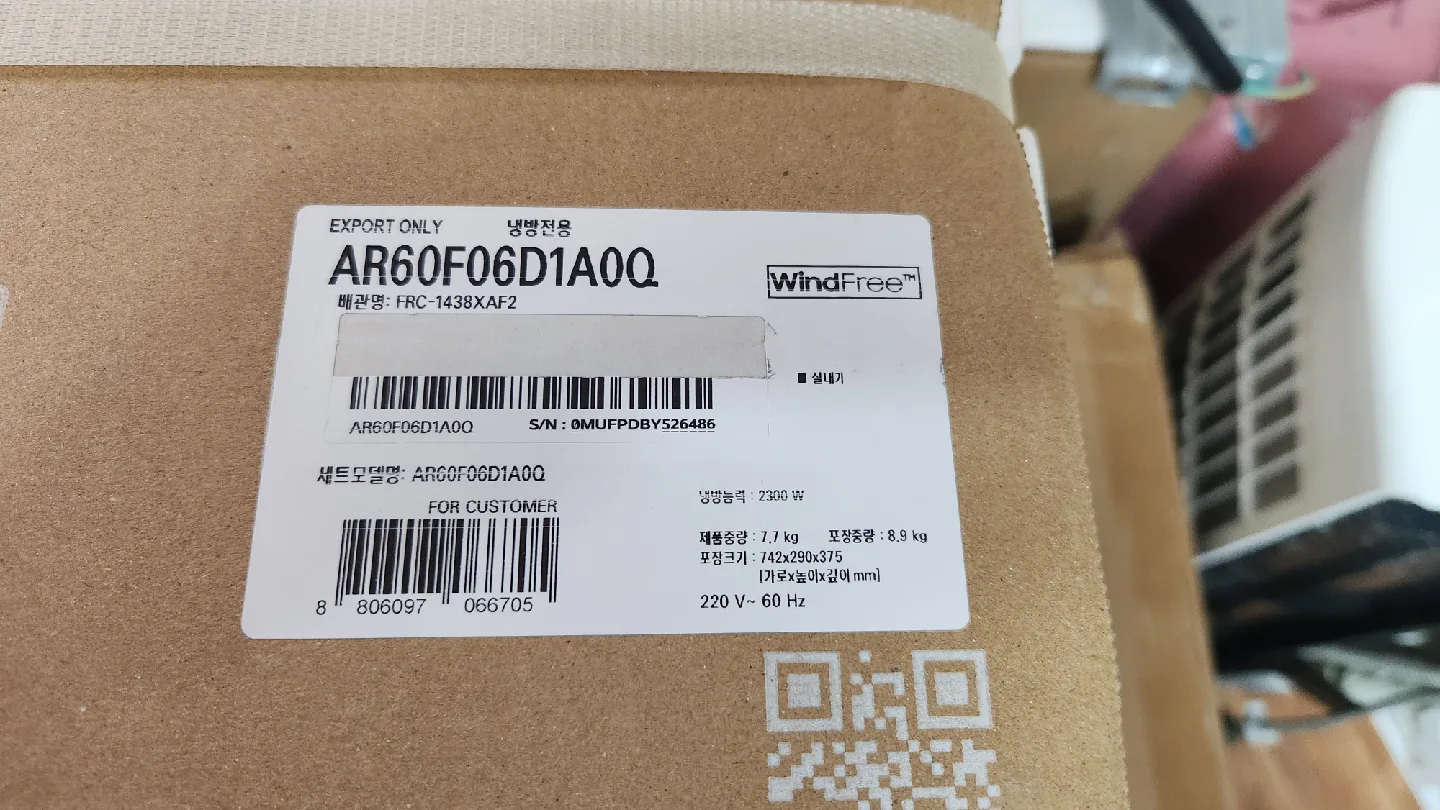 EXPORT ONLY 냉방전용
AR60F06D1A0Q
WindFree™
배관명: FRC-1438XAF2
■ 실내기
AR60F06D1A0Q S/N : 0MUFPDBY526486
세트모델명: AR60F06D1A0Q
냉방능력 : 2300 W
FOR CUSTOMER
제품중량 : 7.7 kg 포장중량 : 8.9 kg
포장크기 : 742x290x375
[가로x높이x깊이 mm]
220 V~ 60 Hz
8 806097 066705